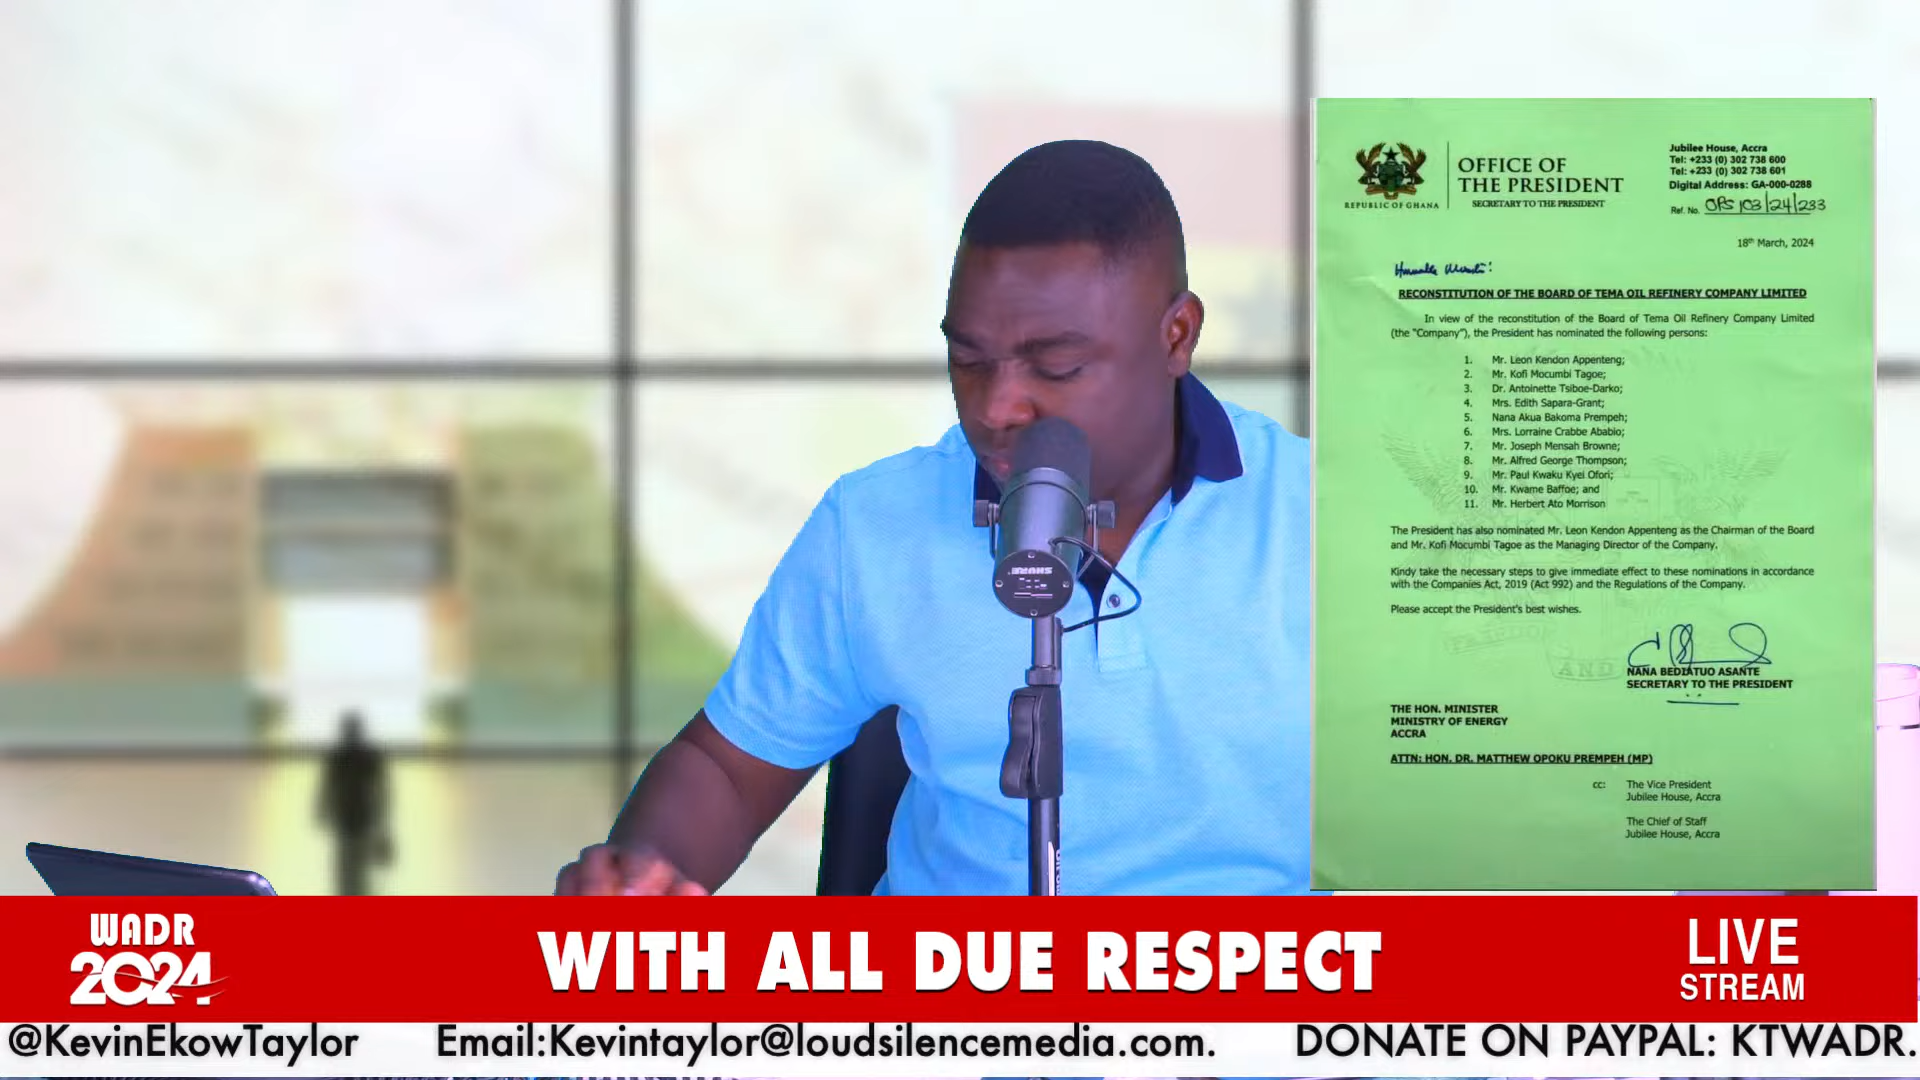 OFFICE OF
THE PRESIDENT
SECRETARY TO THE PRESIDENT
REPUBLIC OF GHANA
Jubilee House, Accra
Tel: +233 (0) 302 738 600
Tel: +233 (0) 302 738 601
Digital Address: GA-000-0288
Ref. No. OPS 103/24/233
18th March, 2024
RECONSTITUTION OF THE BOARD OF TEMA OIL REFINERY COMPANY LIMITED
In view of the reconstitution of the Board of Tema Oil Refinery Company Limited
(the "Company"), the President has nominated the following persons:
1. Mr. Leon Kendon Appenteng;
2. Mr. Kofi Mocumbi Tagoe;
3. Dr. Antoinette Tsiboe-Darko;
4. Mrs. Edith Sapara-Grant;
5. Nana Akua Bakoma Prempeh;
6. Mrs. Lorraine Crabbe Ababio;
7. Mr. Joseph Mensah Browne;
8. Mr. Alfred George Thompson;
9. Mr. Paul Kwaku Kyei Ofori;
10. Mr. Kwame Baffoe; and
11. Mr. Herbert Ato Morrison
The President has also nominated Mr. Leon Kendon Appenteng as the Chairman of the Board
and Mr. Kofi Mocumbi Tagoe as the Managing Director of the Company.
Kindy take the necessary steps to give immediate effect to these nominations in accordance
with the Companies Act, 2019 (Act 992) and the Regulations of the Company.
Please accept the President's best wishes.
NANA BEDIATUO ASANTE
SECRETARY TO THE PRESIDENT
THE HON. MINISTER
MINISTRY OF ENERGY
ACCRA
ATTN: HON. DR. MATTHEW OPOKU PREMPEH (MP)
cc: The Vice President
Jubilee House, Accra
The Chief of Staff
Jubilee House, Accra
SHURE
WADR
2024
WITH ALL DUE RESPECT
LIVE
STREAM
@KevinEkowTaylor Email:Kevintaylor@loudsilencemedia.com. DONATE ON PAYPAL: KTWADR.